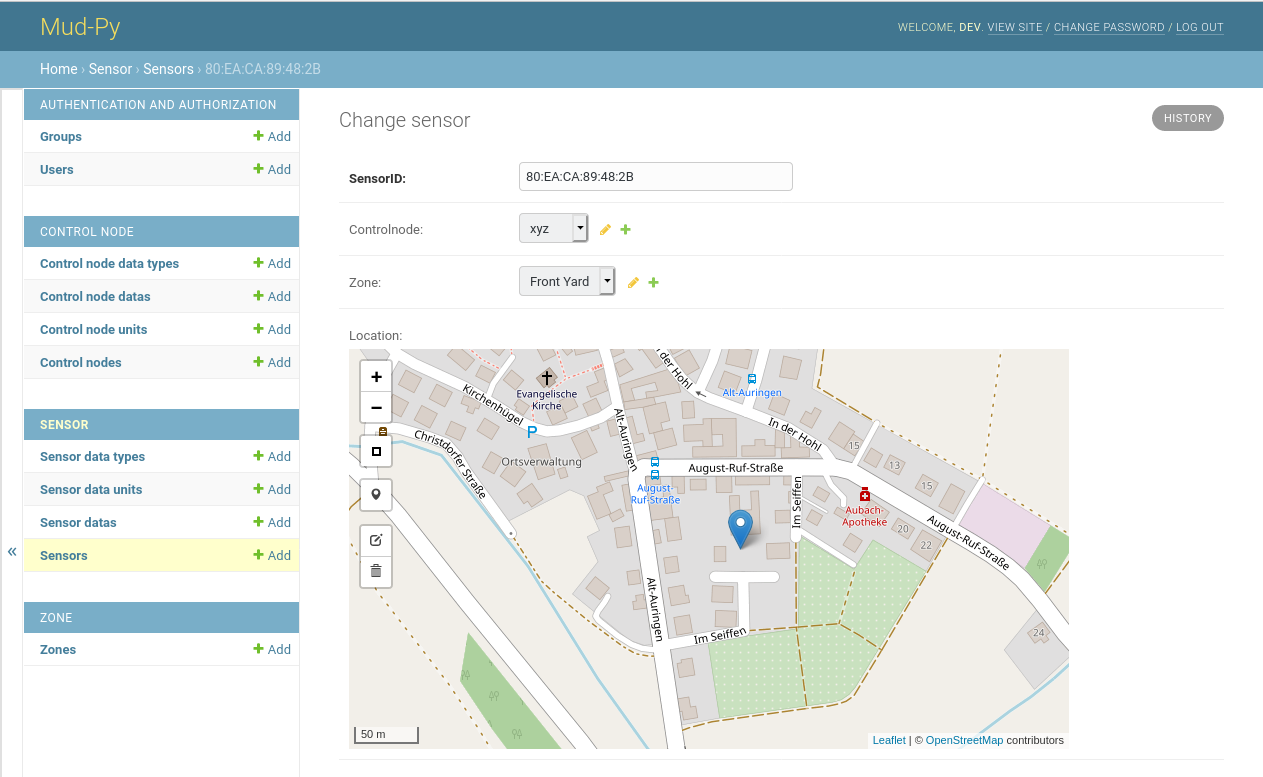 Mud-Py
WELCOME, DEV. VIEW SITE / CHANGE PASSWORD / LOG OUT
Home › Sensor › Sensors › 80:EA:CA:89:48:2B
AUTHENTICATION AND AUTHORIZATION
Groups + Add
Users + Add
CONTROL NODE
Control node data types + Add
Control node datas + Add
Control node units + Add
Control nodes + Add
SENSOR
Sensor data types + Add
Sensor data units + Add
Sensor datas + Add
Sensors + Add
ZONE
Zones + Add
«
Change sensor
HISTORY
SensorID: 80:EA:CA:89:48:2B
Controlnode: xyz
Zone: Front Yard
Location:
+
−
Evangelische
Kirche
Kirchenhügel
Christdorfer Straße
P
Ortsverwaltung
Alt-Auringen
n der Hohl
Alt-Auringen
In der Hohl
August-Ruf-Straße
August-
Ruf-Straße
Im Seiffen
15
13
15
Aubach-
Apotheke
20
22
August-Ruf-Straße
24
Alt-Auringen
Im Seiffen
50 m
Leaflet | © OpenStreetMap contributors